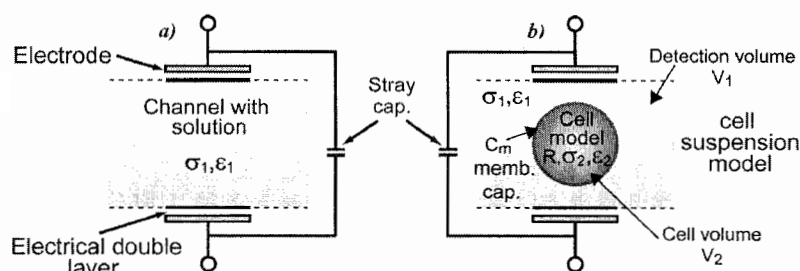 a)
Electrode
Channel with
solution
σ₁,ε₁
Electrical double
layer
Stray
cap.
b)
σ₁,ε₁
Cell
model
R,σ₂,ε₂
Cm
memb.
cap.
Detection volume
V₁
cell
suspension
model
Cell volume
V₂